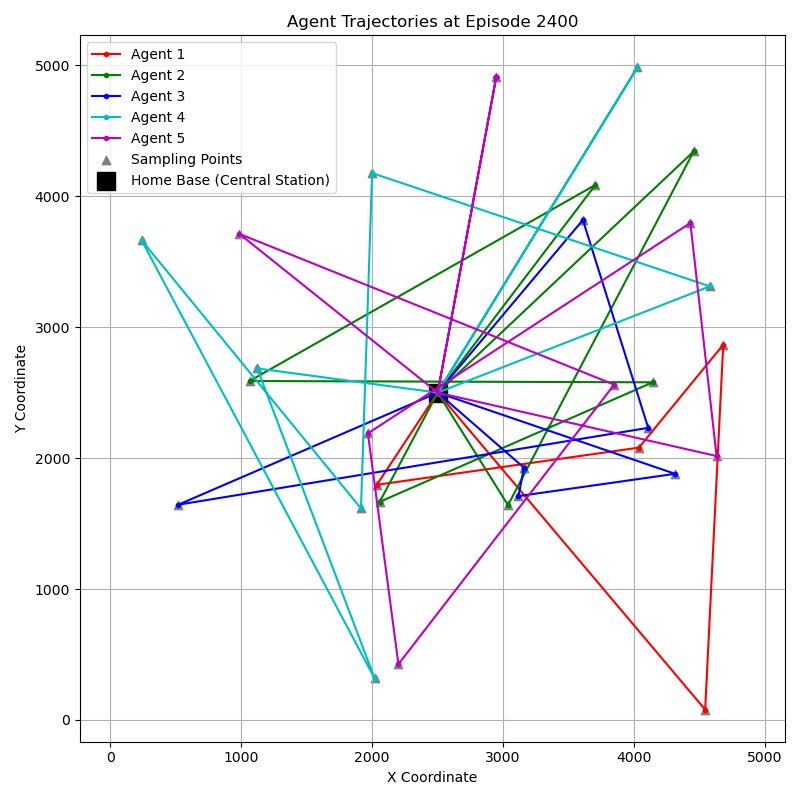 Agent Trajectories at Episode 2400
Agent 1
Agent 2
Agent 3
Agent 4
Agent 5
Sampling Points
Home Base (Central Station)
5000
4000
3000
2000
1000
0
Y Coordinate
0 1000 2000 3000 4000 5000
X Coordinate